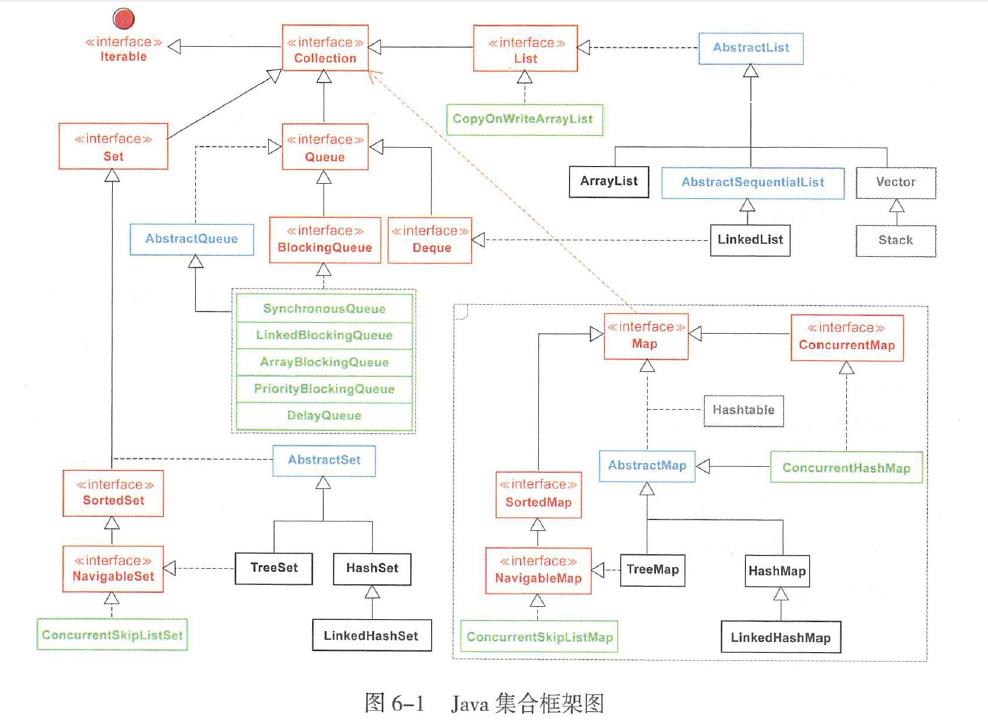 ≪interface≫
Iterable
≪interface≫
Collection
≪interface≫
List
AbstractList
CopyOnWriteArrayList
≪interface≫
Set
≪interface≫
Queue
ArrayList
AbstractSequentialList
Vector
AbstractQueue
≪interface≫
BlockingQueue
≪interface≫
Deque
LinkedList
Stack
SynchronousQueue
LinkedBlockingQueue
ArrayBlockingQueue
PriorityBlockingQueue
DelayQueue
≪interface≫
Map
≪interface≫
ConcurrentMap
Hashtable
AbstractSet
AbstractMap
ConcurrentHashMap
≪interface≫
SortedSet
≪interface≫
SortedMap
≪interface≫
NavigableSet
TreeSet
HashSet
≪interface≫
NavigableMap
TreeMap
HashMap
ConcurrentSkipListSet
LinkedHashSet
ConcurrentSkipListMap
LinkedHashMap
图 6-1 Java 集合框架图